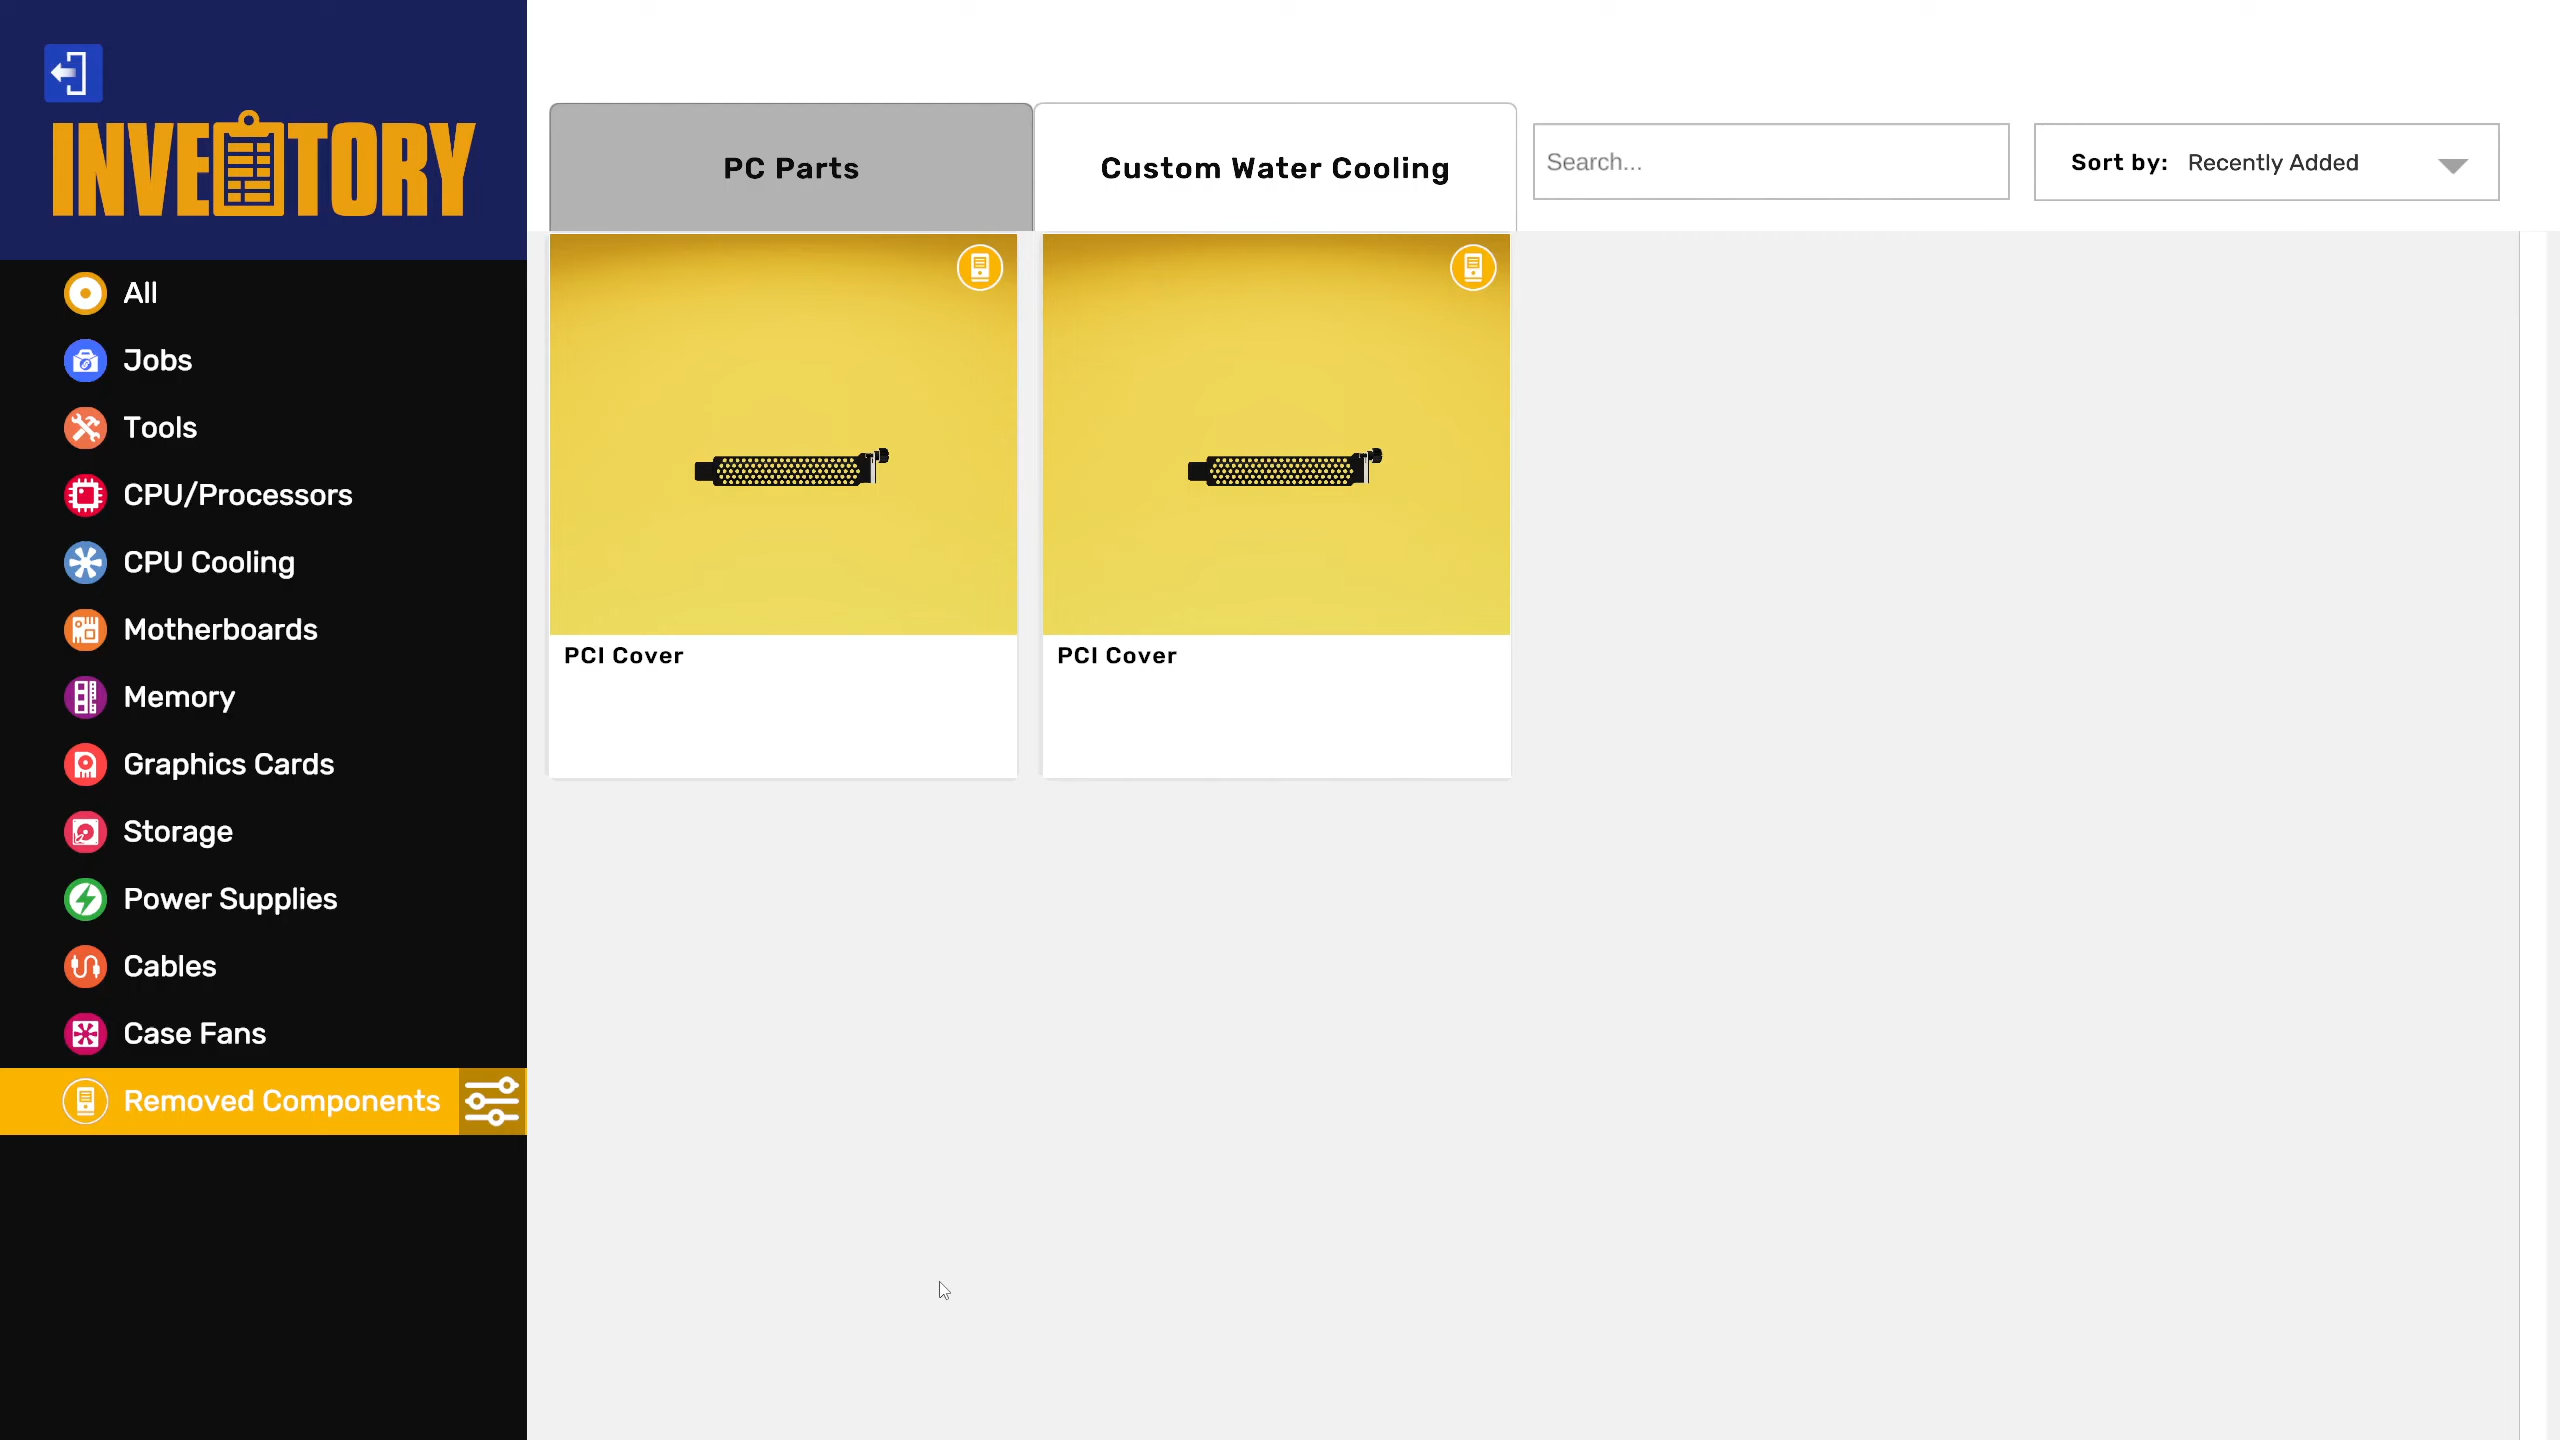 INVENTORY
All
Jobs
Tools
CPU/Processors
CPU Cooling
Motherboards
Memory
Graphics Cards
Storage
Power Supplies
Cables
Case Fans
Removed Components
PC Parts
Custom Water Cooling
Search...
Sort by: Recently Added
PCI Cover
PCI Cover